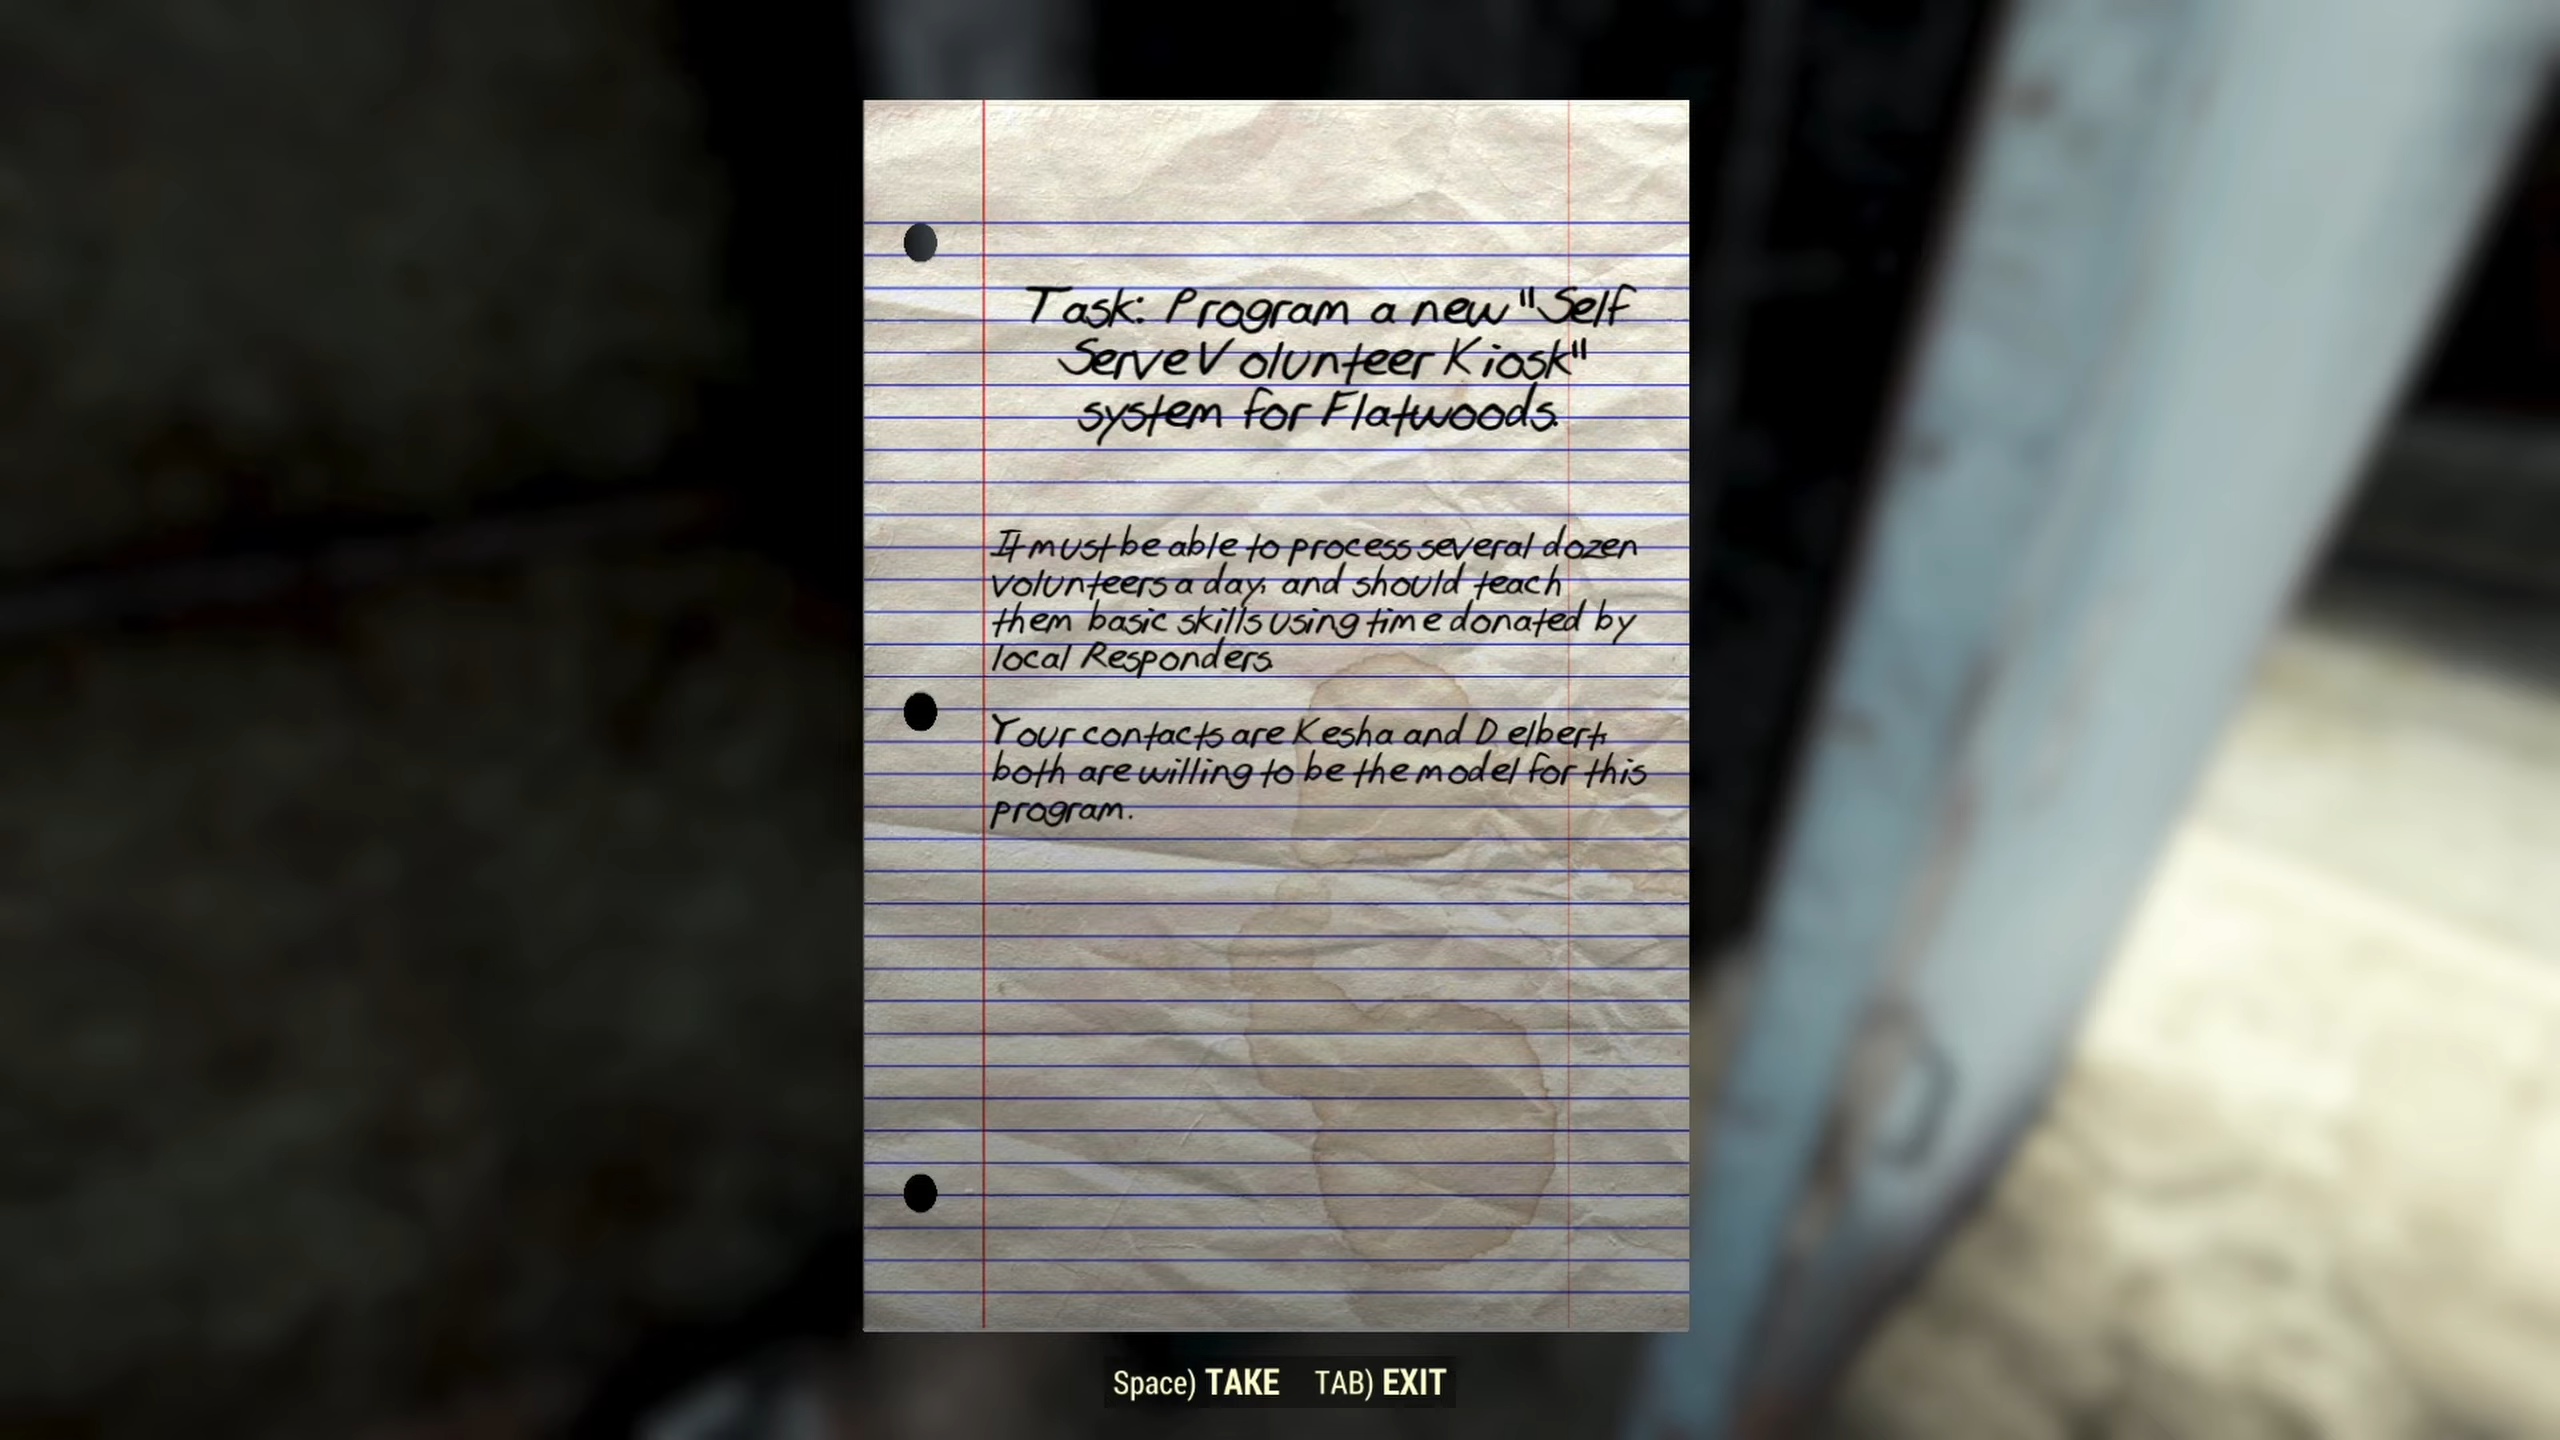 Task: Program a new "Self
Serve Volunteer Kiosk"
system for Flatwoods.
It must be able to process several dozen
volunteers a day, and should teach
them basic skills using time donated by
local Responders.
Your contacts are Kesha and Delbert,
both are willing to be the model for this
program.
Space) TAKE TAB) EXIT